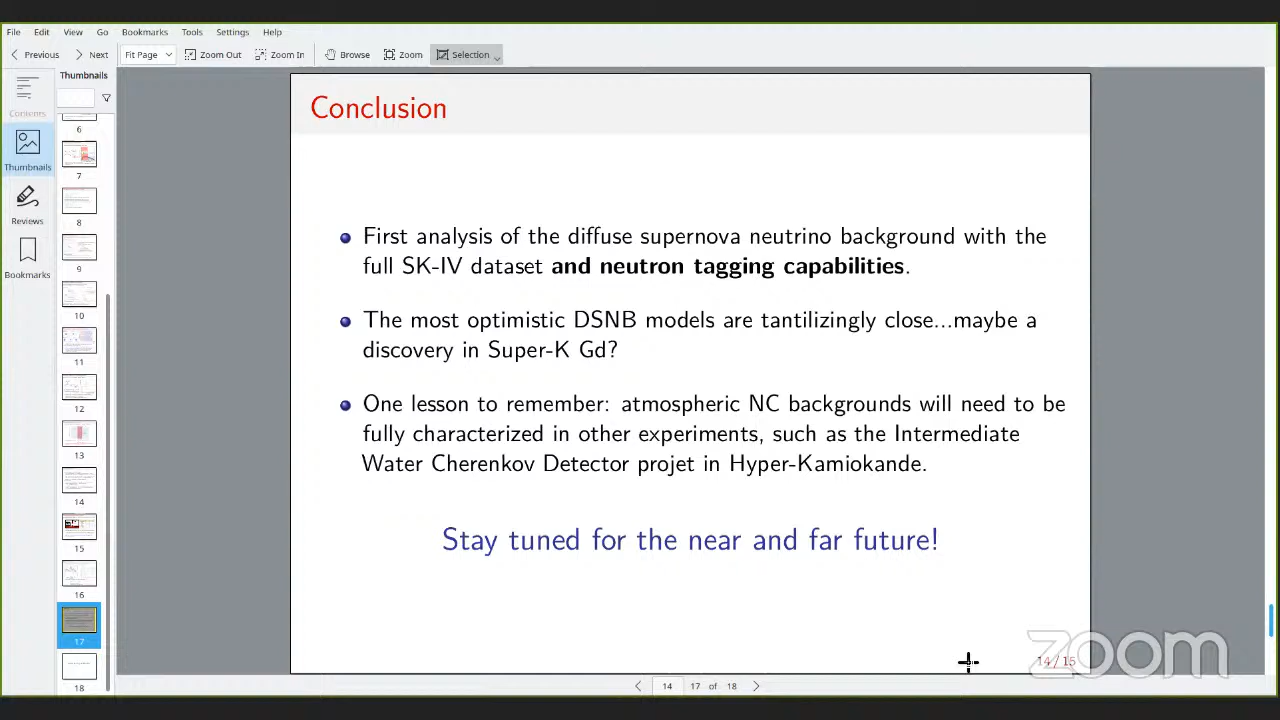 File Edit View Go Bookmarks Tools Settings Help
Previous Next Fit Page Zoom Out Zoom In Browse Zoom Selection
Thumbnails
Contents
Thumbnails
Reviews
Bookmarks
6
7
8
9
10
11
12
13
14
15
16
17
18
Conclusion
First analysis of the diffuse supernova neutrino background with the
full SK-IV dataset and neutron tagging capabilities.
The most optimistic DSNB models are tantilizingly close...maybe a
discovery in Super-K Gd?
One lesson to remember: atmospheric NC backgrounds will need to be
fully characterized in other experiments, such as the Intermediate
Water Cherenkov Detector projet in Hyper-Kamiokande.
Stay tuned for the near and far future!
14 / 15
zoom
14 17 of 18